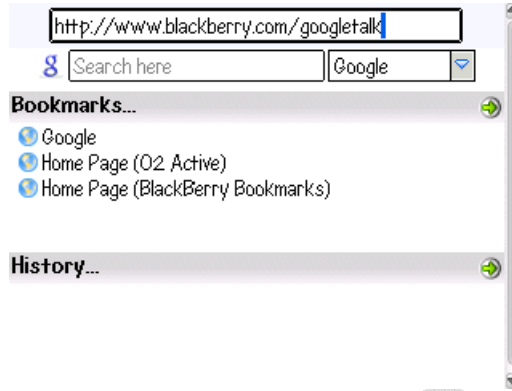 http://www.blackberry.com/googletalk
g Search here Google
Bookmarks...
Google
Home Page (O2 Active)
Home Page (BlackBerry Bookmarks)
History...